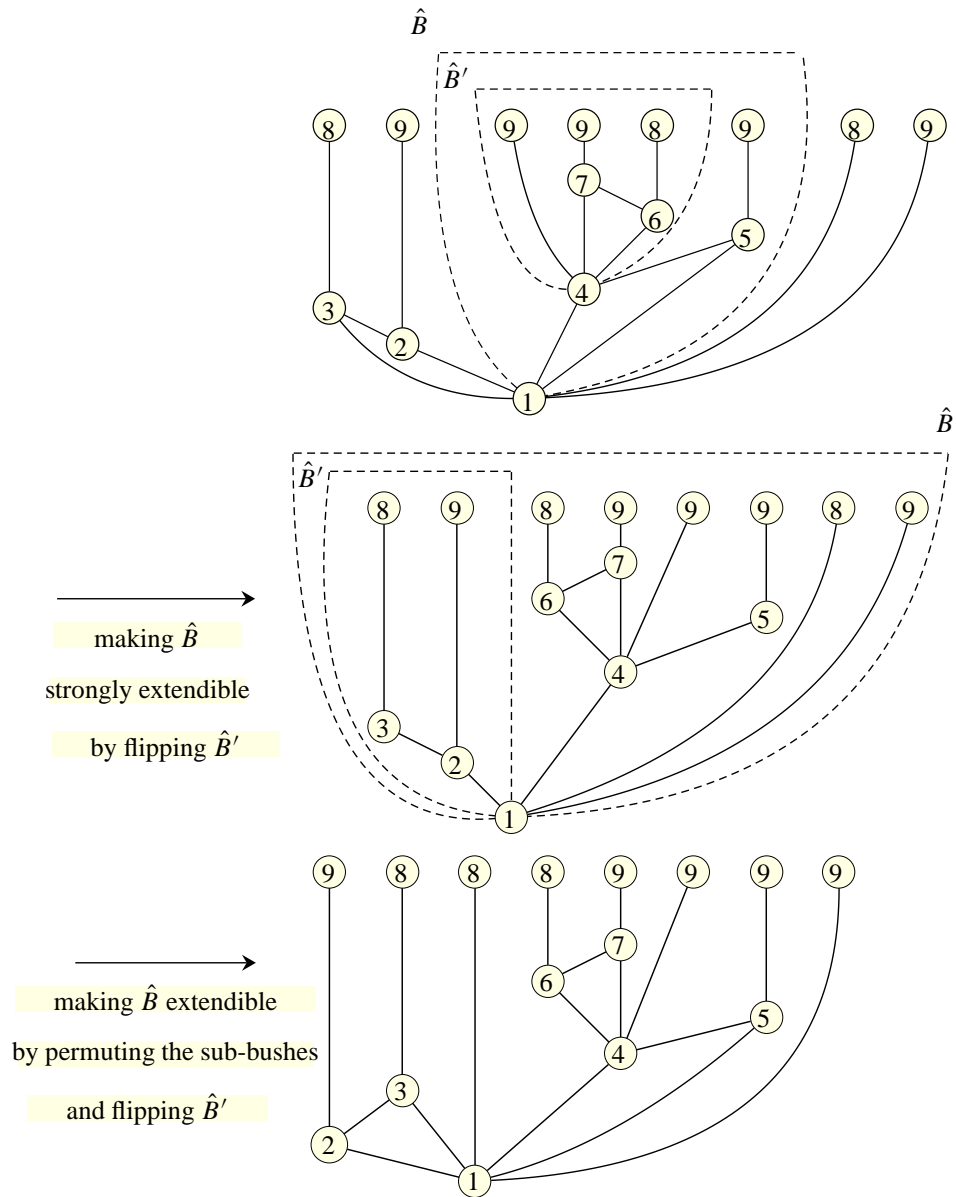 B̂
B̂′
8 9 9 9 8 9 8 9
7
6
5
4
3
2
1
B̂
B̂′
8 9 8 9 9 9 8 9
7
6
5
4
3
2
1
making B̂
strongly extendible
by flipping B̂′
9 8 8 8 9 9 9 9
7
6
5
4
3
2
1
making B̂ extendible
by permuting the sub-bushes
and flipping B̂′